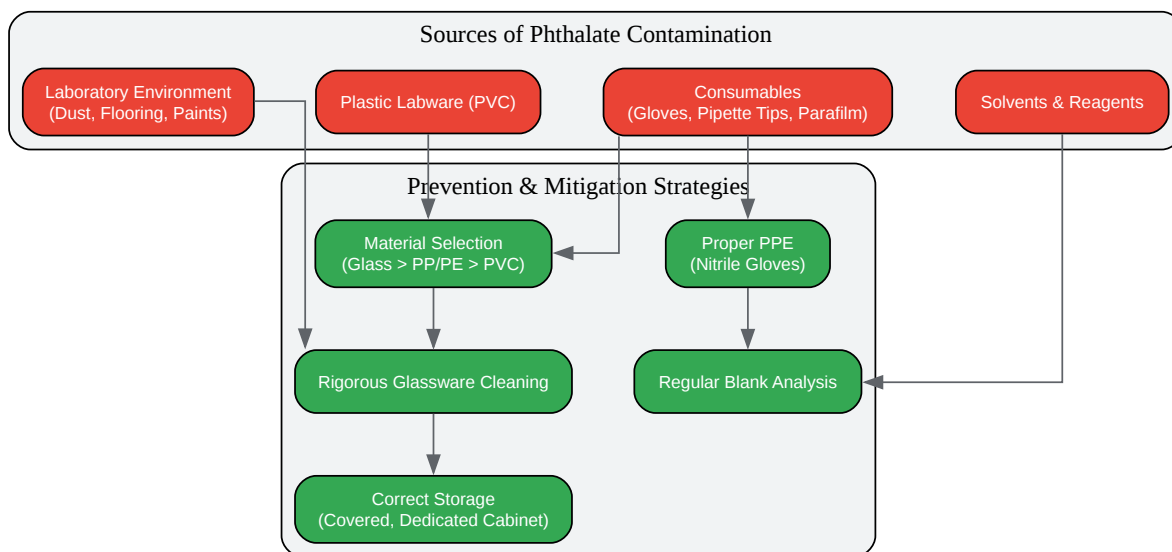 Sources of Phthalate Contamination
Laboratory Environment
(Dust, Flooring, Paints)
Plastic Labware (PVC)
Consumables
(Gloves, Pipette Tips, Parafilm)
Solvents & Reagents
Prevention & Mitigation Strategies
Material Selection
(Glass > PP/PE > PVC)
Proper PPE
(Nitrile Gloves)
Rigorous Glassware Cleaning
Regular Blank Analysis
Correct Storage
(Covered, Dedicated Cabinet)